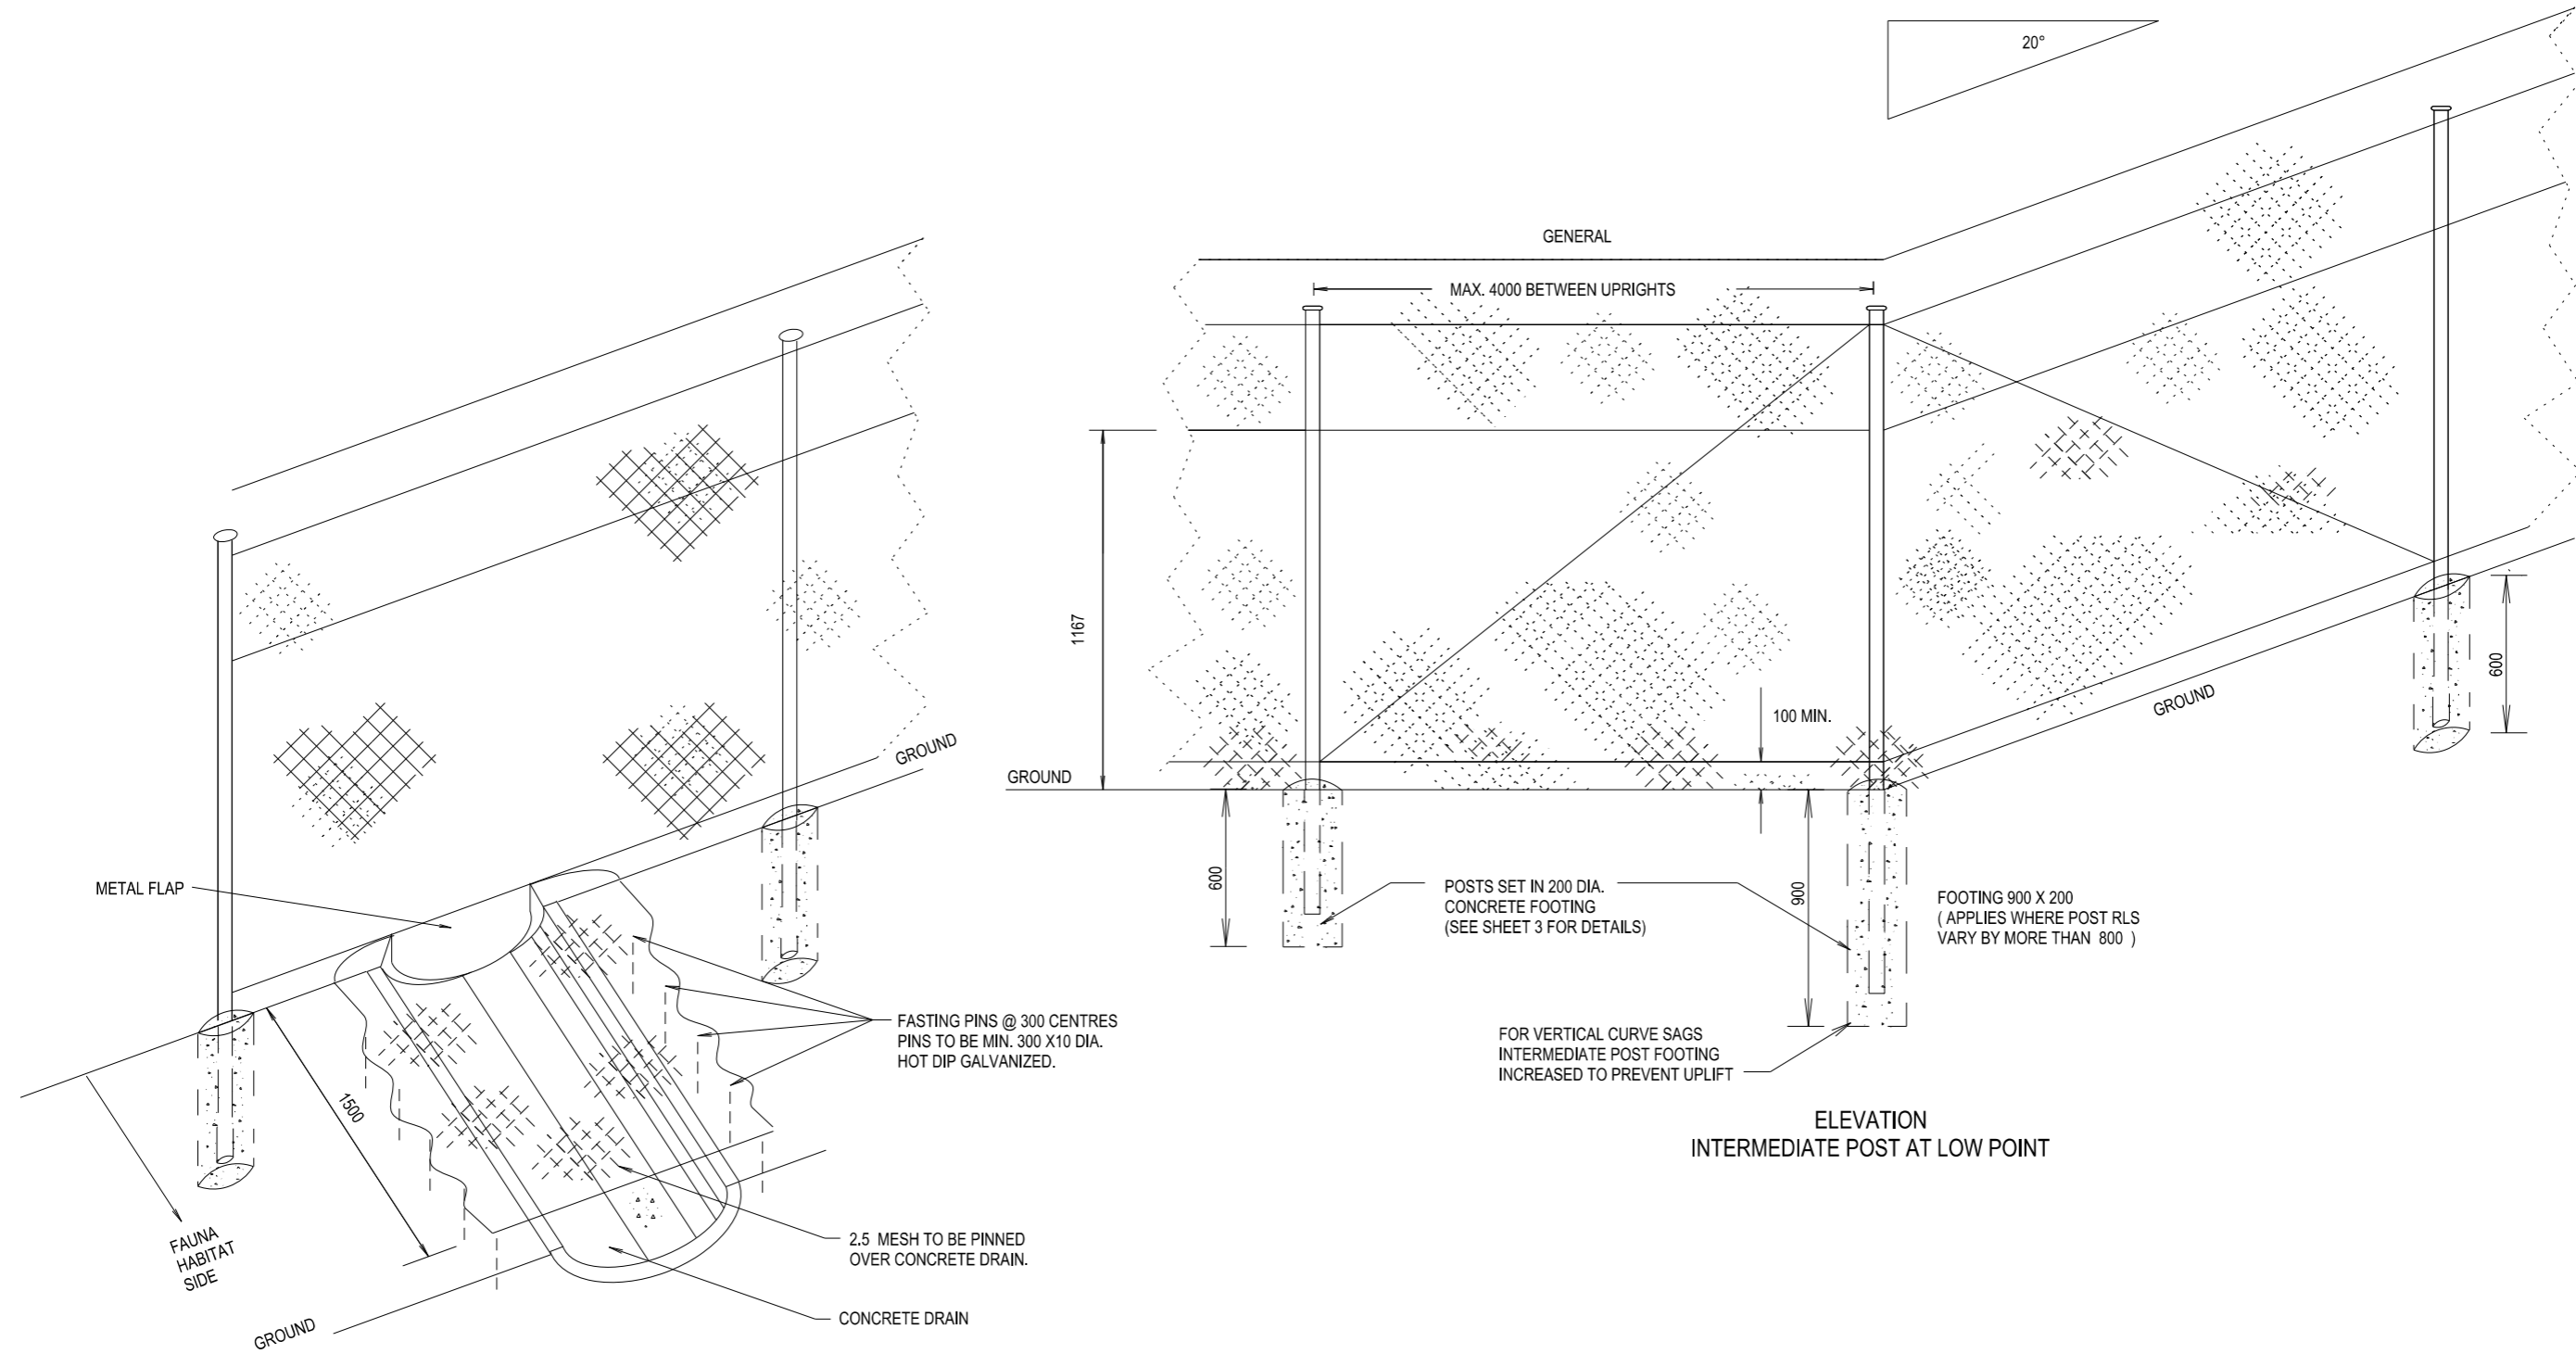 20°
GENERAL
MAX. 4000 BETWEEN UPRIGHTS
1167
100 MIN.
GROUND
GROUND
600
600
900
POSTS SET IN 200 DIA.
CONCRETE FOOTING
(SEE SHEET 3 FOR DETAILS)
FOOTING 900 X 200
( APPLIES WHERE POST RLS
VARY BY MORE THAN 800 )
FOR VERTICAL CURVE SAGS
INTERMEDIATE POST FOOTING
INCREASED TO PREVENT UPLIFT
ELEVATION
INTERMEDIATE POST AT LOW POINT
GROUND
METAL FLAP
FASTING PINS @ 300 CENTRES
PINS TO BE MIN. 300 X10 DIA.
HOT DIP GALVANIZED.
1500
FAUNA
HABITAT
SIDE
2.5 MESH TO BE PINNED
OVER CONCRETE DRAIN.
CONCRETE DRAIN
GROUND